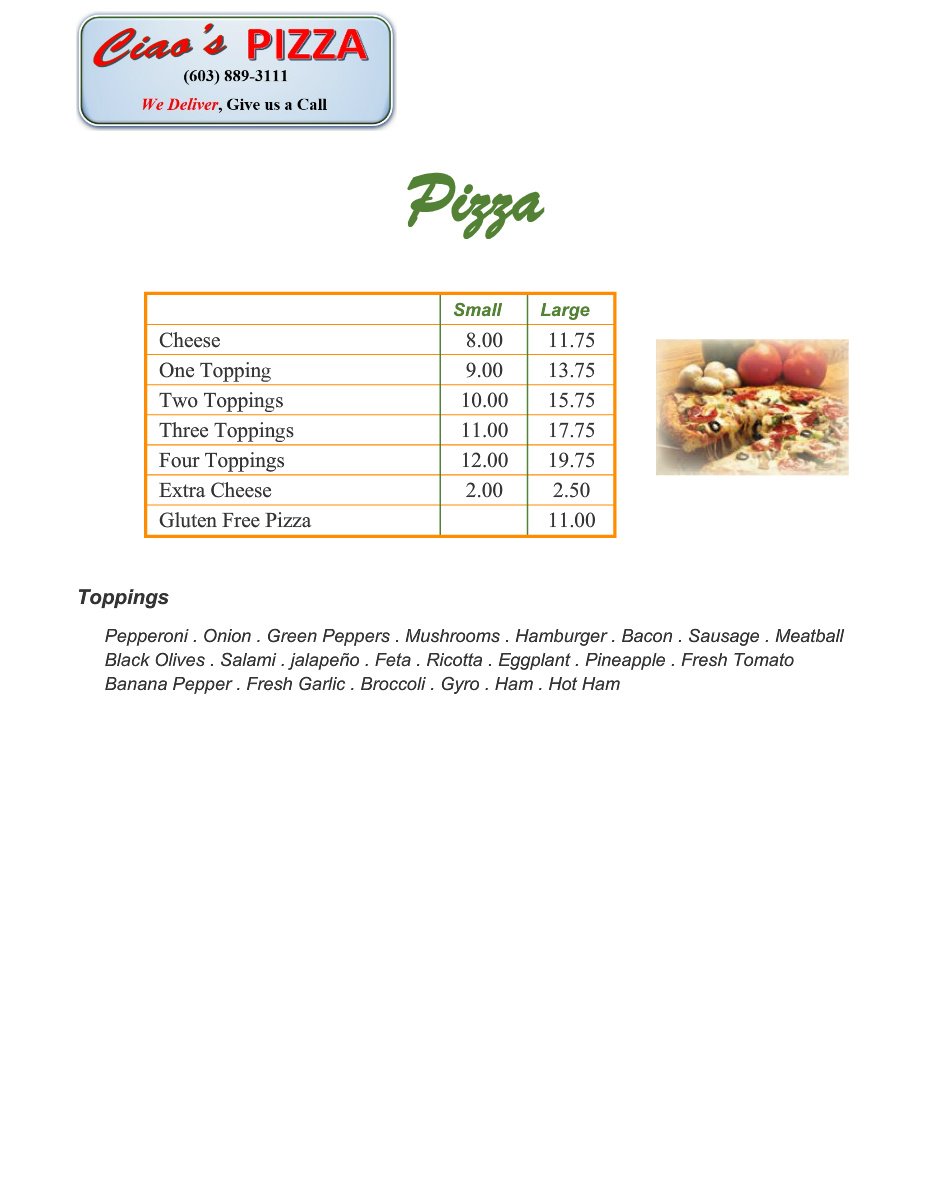 Ciao's PIZZA
(603) 889-3111
We Deliver, Give us a Call
Pizza
Small Large
Cheese 8.00 11.75
One Topping 9.00 13.75
Two Toppings 10.00 15.75
Three Toppings 11.00 17.75
Four Toppings 12.00 19.75
Extra Cheese 2.00 2.50
Gluten Free Pizza 11.00
Toppings
Pepperoni . Onion . Green Peppers . Mushrooms . Hamburger . Bacon . Sausage . Meatball
Black Olives . Salami . jalapeño . Feta . Ricotta . Eggplant . Pineapple . Fresh Tomato
Banana Pepper . Fresh Garlic . Broccoli . Gyro . Ham . Hot Ham